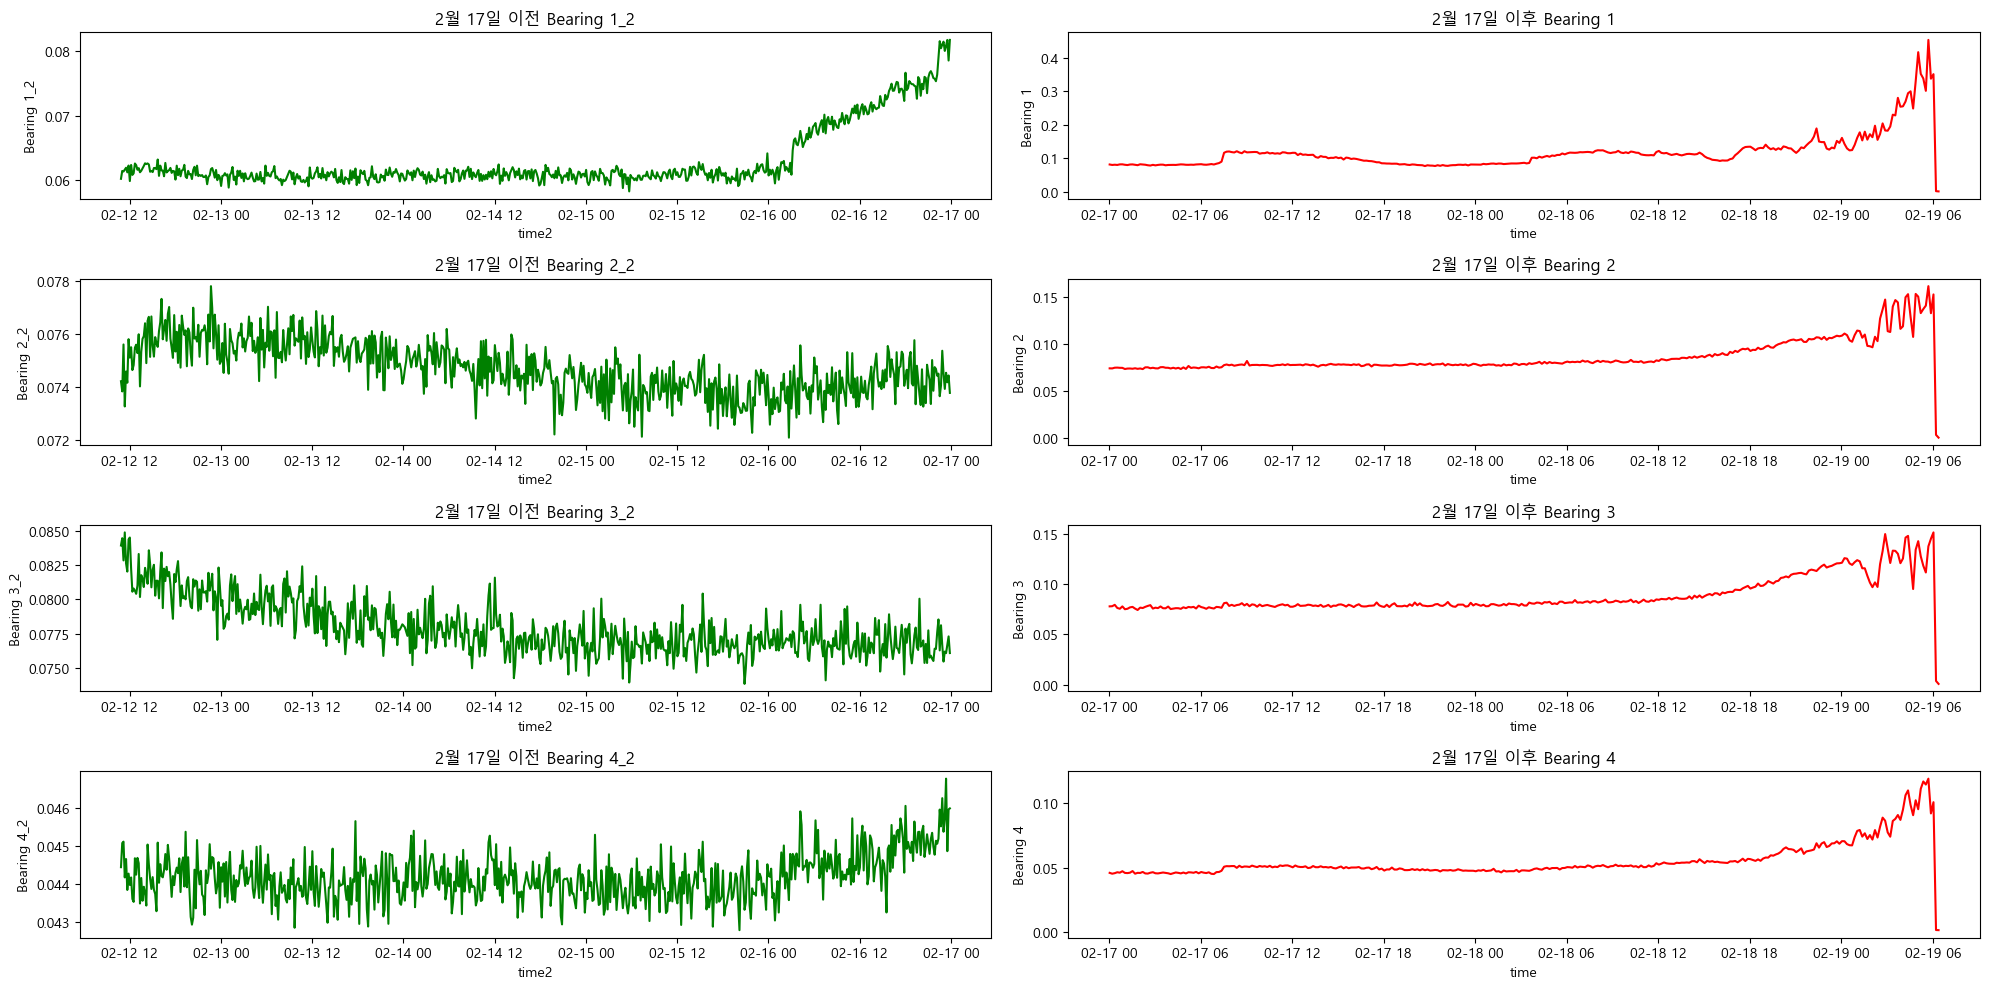 2월 17일 이전 Bearing 1_2
Bearing 1_2
0.08
0.07
0.06
02-12 12 02-13 00 02-13 12 02-14 00 02-14 12 02-15 00 02-15 12 02-16 00 02-16 12 02-17 00
time2
2월 17일 이후 Bearing 1
Bearing 1
0.4
0.3
0.2
0.1
0.0
02-17 00 02-17 06 02-17 12 02-17 18 02-18 00 02-18 06 02-18 12 02-18 18 02-19 00 02-19 06
time
2월 17일 이전 Bearing 2_2
Bearing 2_2
0.078
0.076
0.074
0.072
02-12 12 02-13 00 02-13 12 02-14 00 02-14 12 02-15 00 02-15 12 02-16 00 02-16 12 02-17 00
time2
2월 17일 이후 Bearing 2
Bearing 2
0.15
0.10
0.05
0.00
02-17 00 02-17 06 02-17 12 02-17 18 02-18 00 02-18 06 02-18 12 02-18 18 02-19 00 02-19 06
time
2월 17일 이전 Bearing 3_2
Bearing 3_2
0.0850
0.0825
0.0800
0.0775
0.0750
02-12 12 02-13 00 02-13 12 02-14 00 02-14 12 02-15 00 02-15 12 02-16 00 02-16 12 02-17 00
time2
2월 17일 이후 Bearing 3
Bearing 3
0.15
0.10
0.05
0.00
02-17 00 02-17 06 02-17 12 02-17 18 02-18 00 02-18 06 02-18 12 02-18 18 02-19 00 02-19 06
time
2월 17일 이전 Bearing 4_2
Bearing 4_2
0.046
0.045
0.044
0.043
02-12 12 02-13 00 02-13 12 02-14 00 02-14 12 02-15 00 02-15 12 02-16 00 02-16 12 02-17 00
time2
2월 17일 이후 Bearing 4
Bearing 4
0.10
0.05
0.00
02-17 00 02-17 06 02-17 12 02-17 18 02-18 00 02-18 06 02-18 12 02-18 18 02-19 00 02-19 06
time